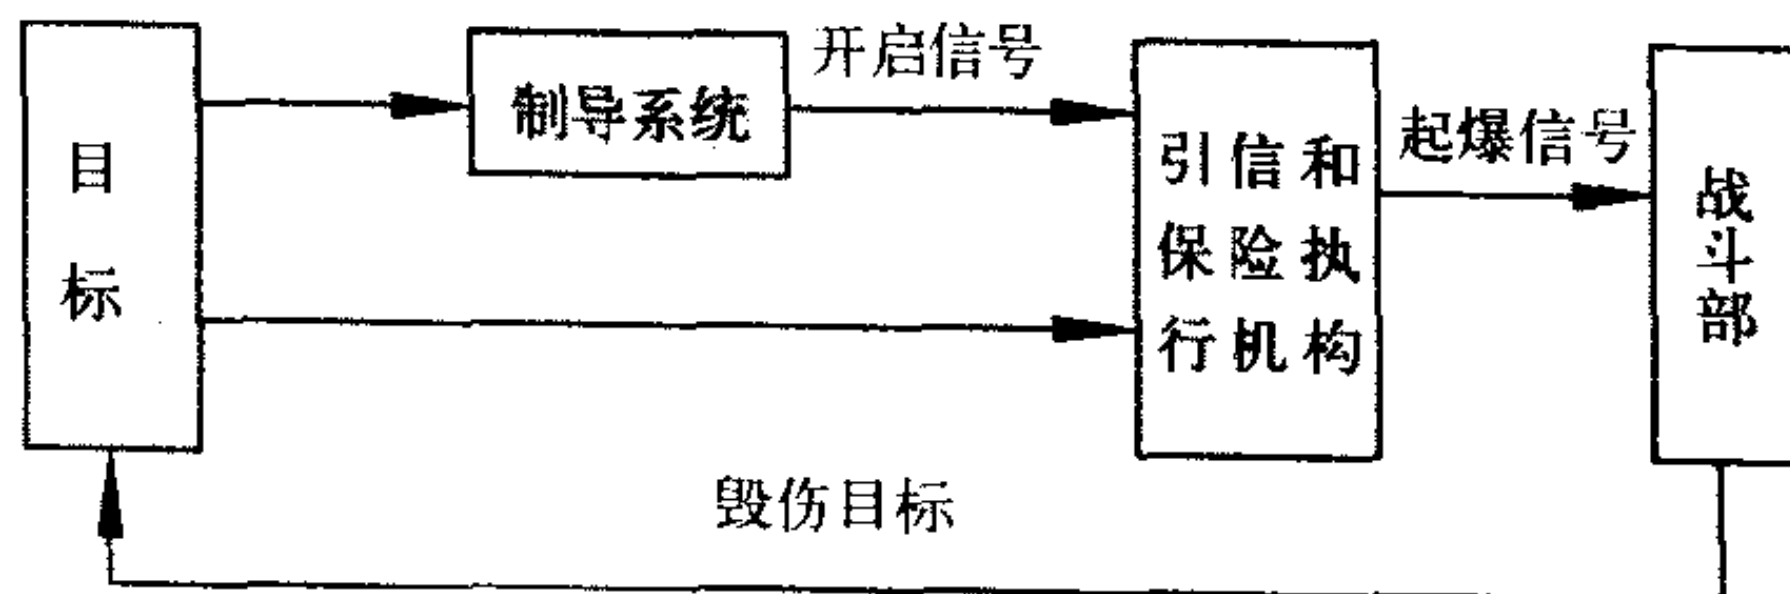 目标
制导系统
开启信号
引信和
保险执
行机构
起爆信号
战斗部
毁伤目标